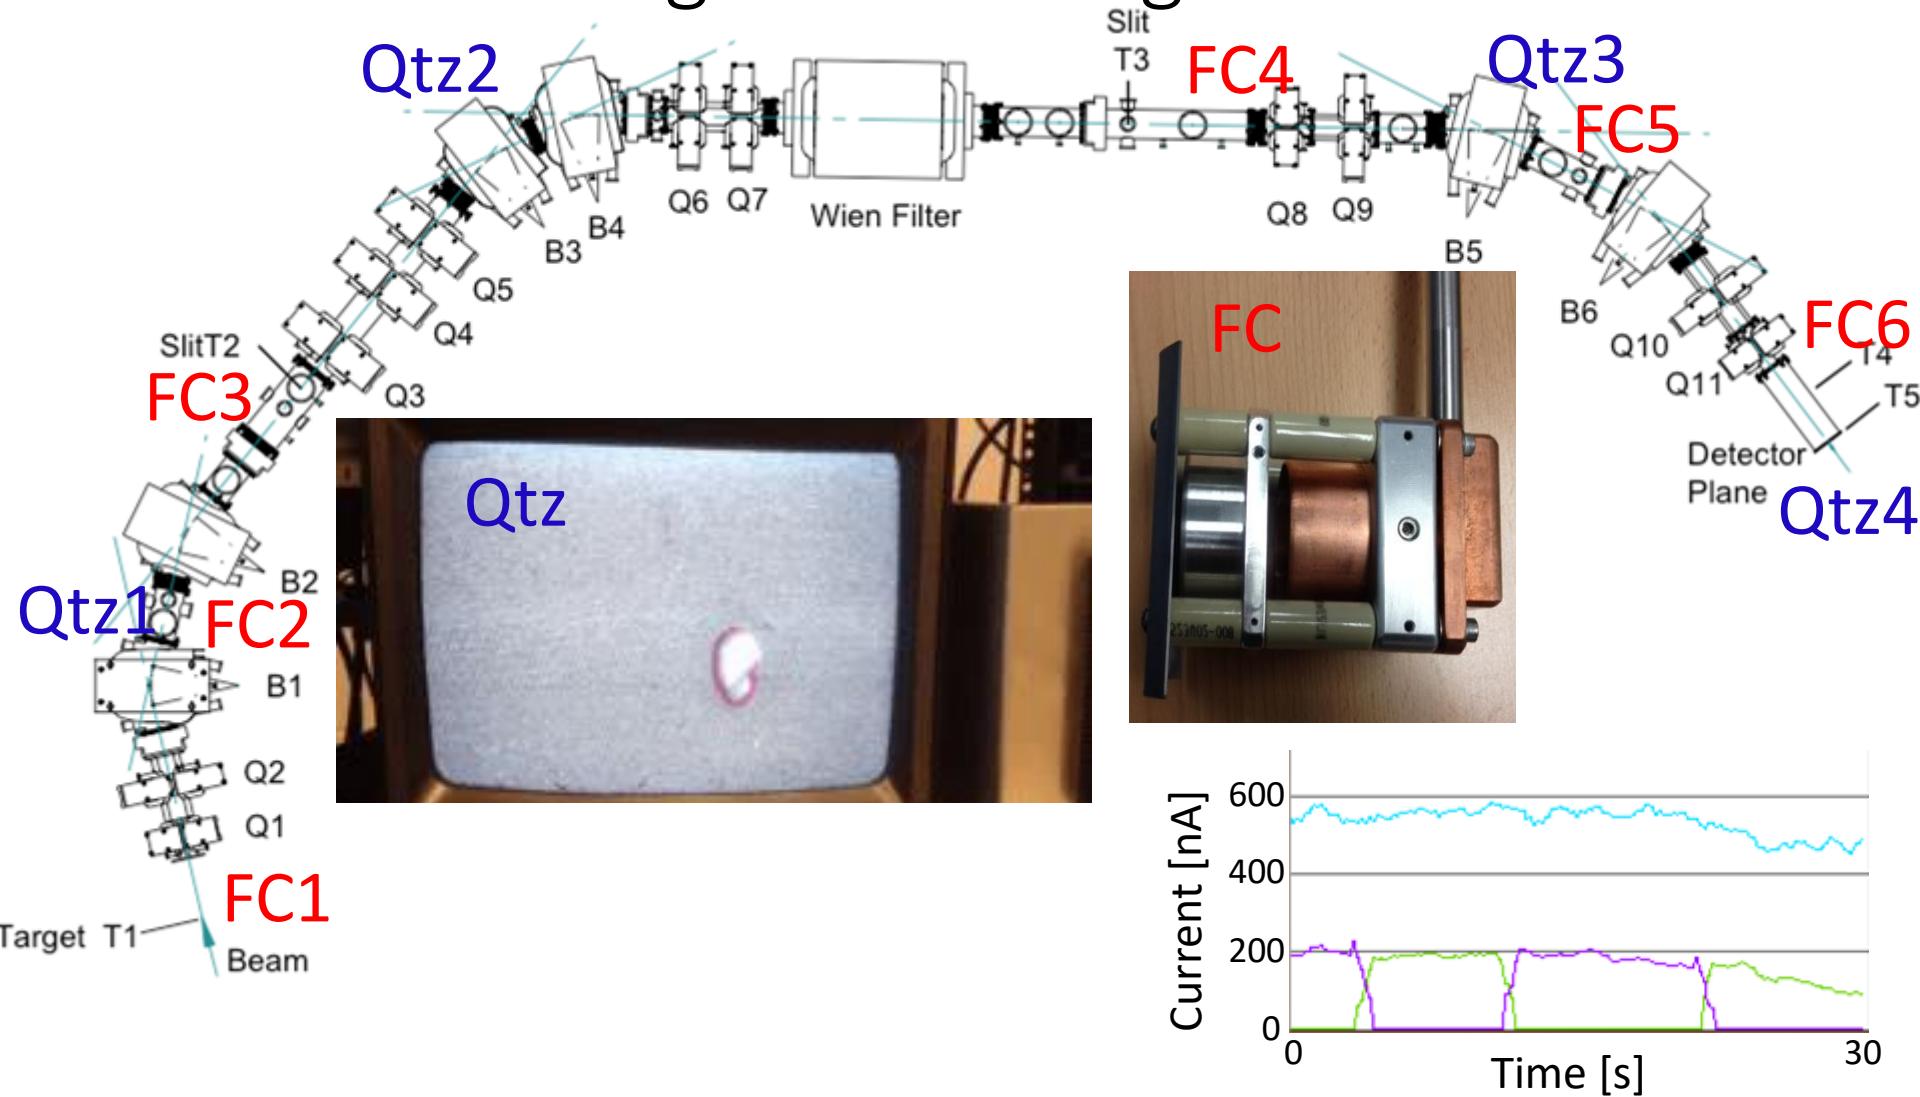 Qtz2
Slit
T3
FC4
Qtz3
FC5
Q6
Q7
Wien Filter
B4
B3
Q8
Q9
B5
Q5
Q4
SlitT2
FC3
Q3
B6
Q10
FC6
T4
Q11
T5
Detector
Plane
Qtz4
FC
Qtz
B2
Qtz1
FC2
B1
Q2
Q1
FC1
Target T1
Beam
Current [nA]
600
400
200
0
0
30
Time [s]